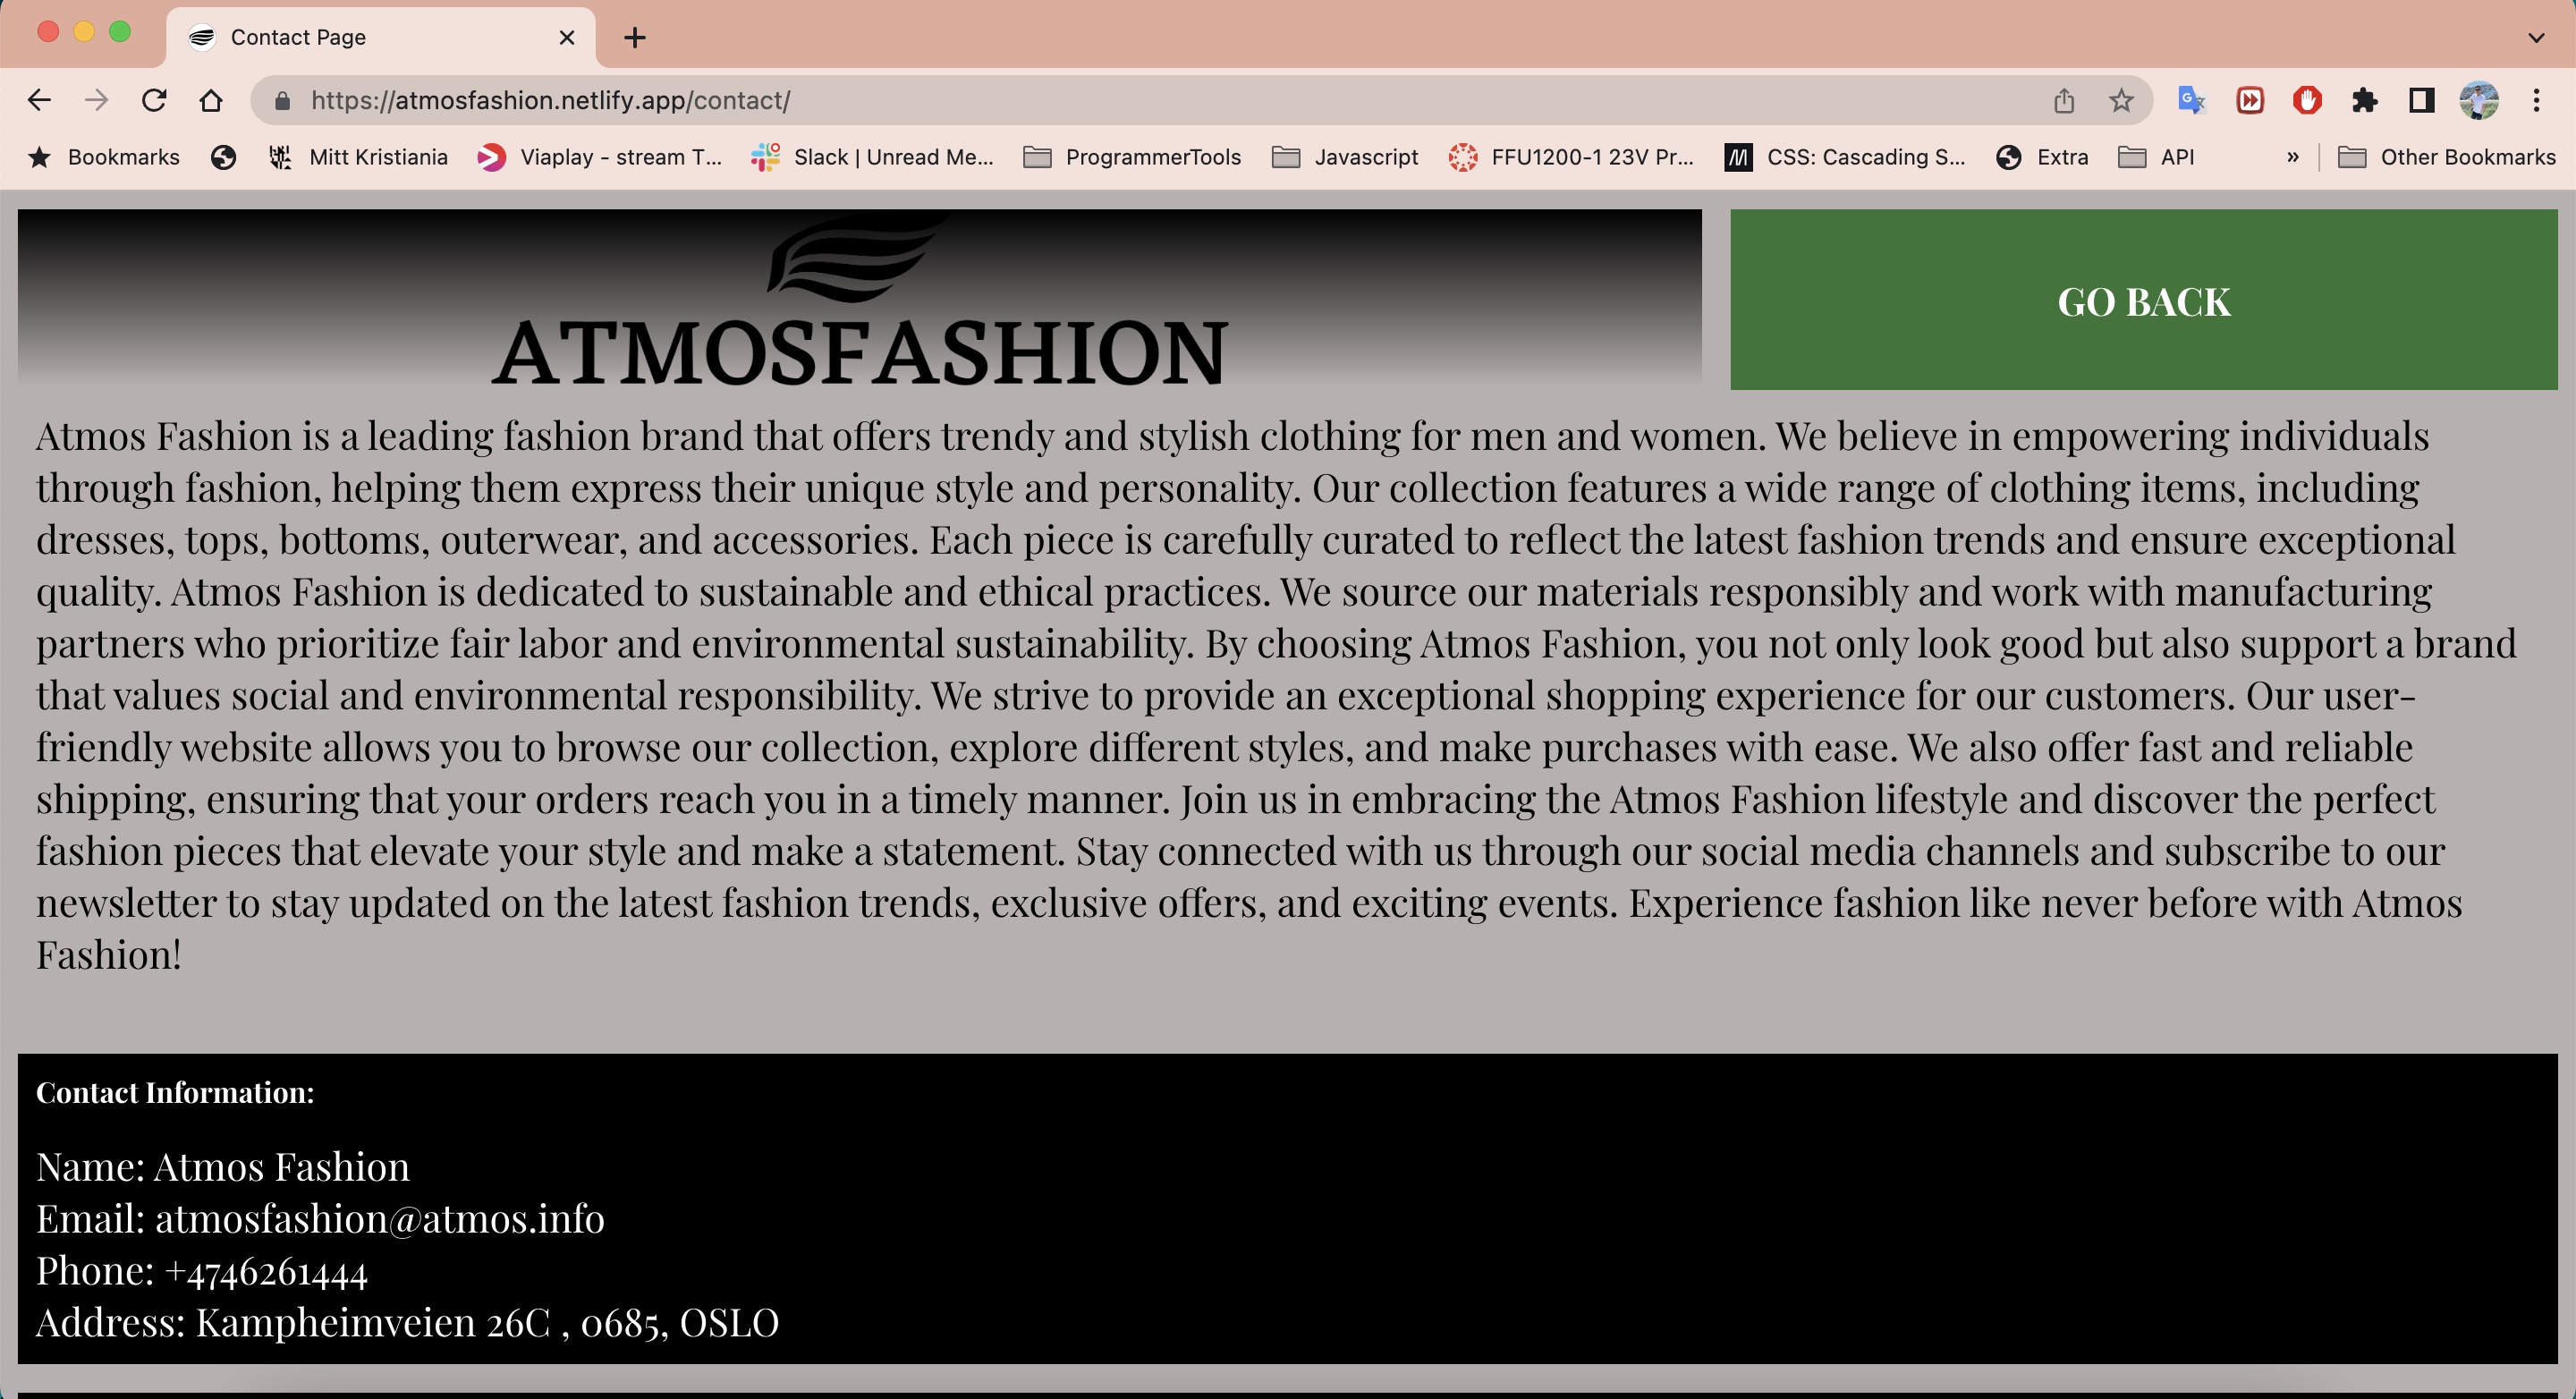 Contact Page
https://atmosfashion.netlify.app/contact/
Bookmarks Mitt Kristiania Viaplay - stream T... Slack | Unread Me... ProgrammerTools Javascript FFU1200-1 23V Pr... CSS: Cascading S... Extra API » Other Bookmarks
ATMOSFASHION
GO BACK
Atmos Fashion is a leading fashion brand that offers trendy and stylish clothing for men and women. We believe in empowering individuals
through fashion, helping them express their unique style and personality. Our collection features a wide range of clothing items, including
dresses, tops, bottoms, outerwear, and accessories. Each piece is carefully curated to reflect the latest fashion trends and ensure exceptional
quality. Atmos Fashion is dedicated to sustainable and ethical practices. We source our materials responsibly and work with manufacturing
partners who prioritize fair labor and environmental sustainability. By choosing Atmos Fashion, you not only look good but also support a brand
that values social and environmental responsibility. We strive to provide an exceptional shopping experience for our customers. Our user-
friendly website allows you to browse our collection, explore different styles, and make purchases with ease. We also offer fast and reliable
shipping, ensuring that your orders reach you in a timely manner. Join us in embracing the Atmos Fashion lifestyle and discover the perfect
fashion pieces that elevate your style and make a statement. Stay connected with us through our social media channels and subscribe to our
newsletter to stay updated on the latest fashion trends, exclusive offers, and exciting events. Experience fashion like never before with Atmos
Fashion!
Contact Information:
Name: Atmos Fashion
Email: atmosfashion@atmos.info
Phone: +4746261444
Address: Kampheimveien 26C , 0685, OSLO